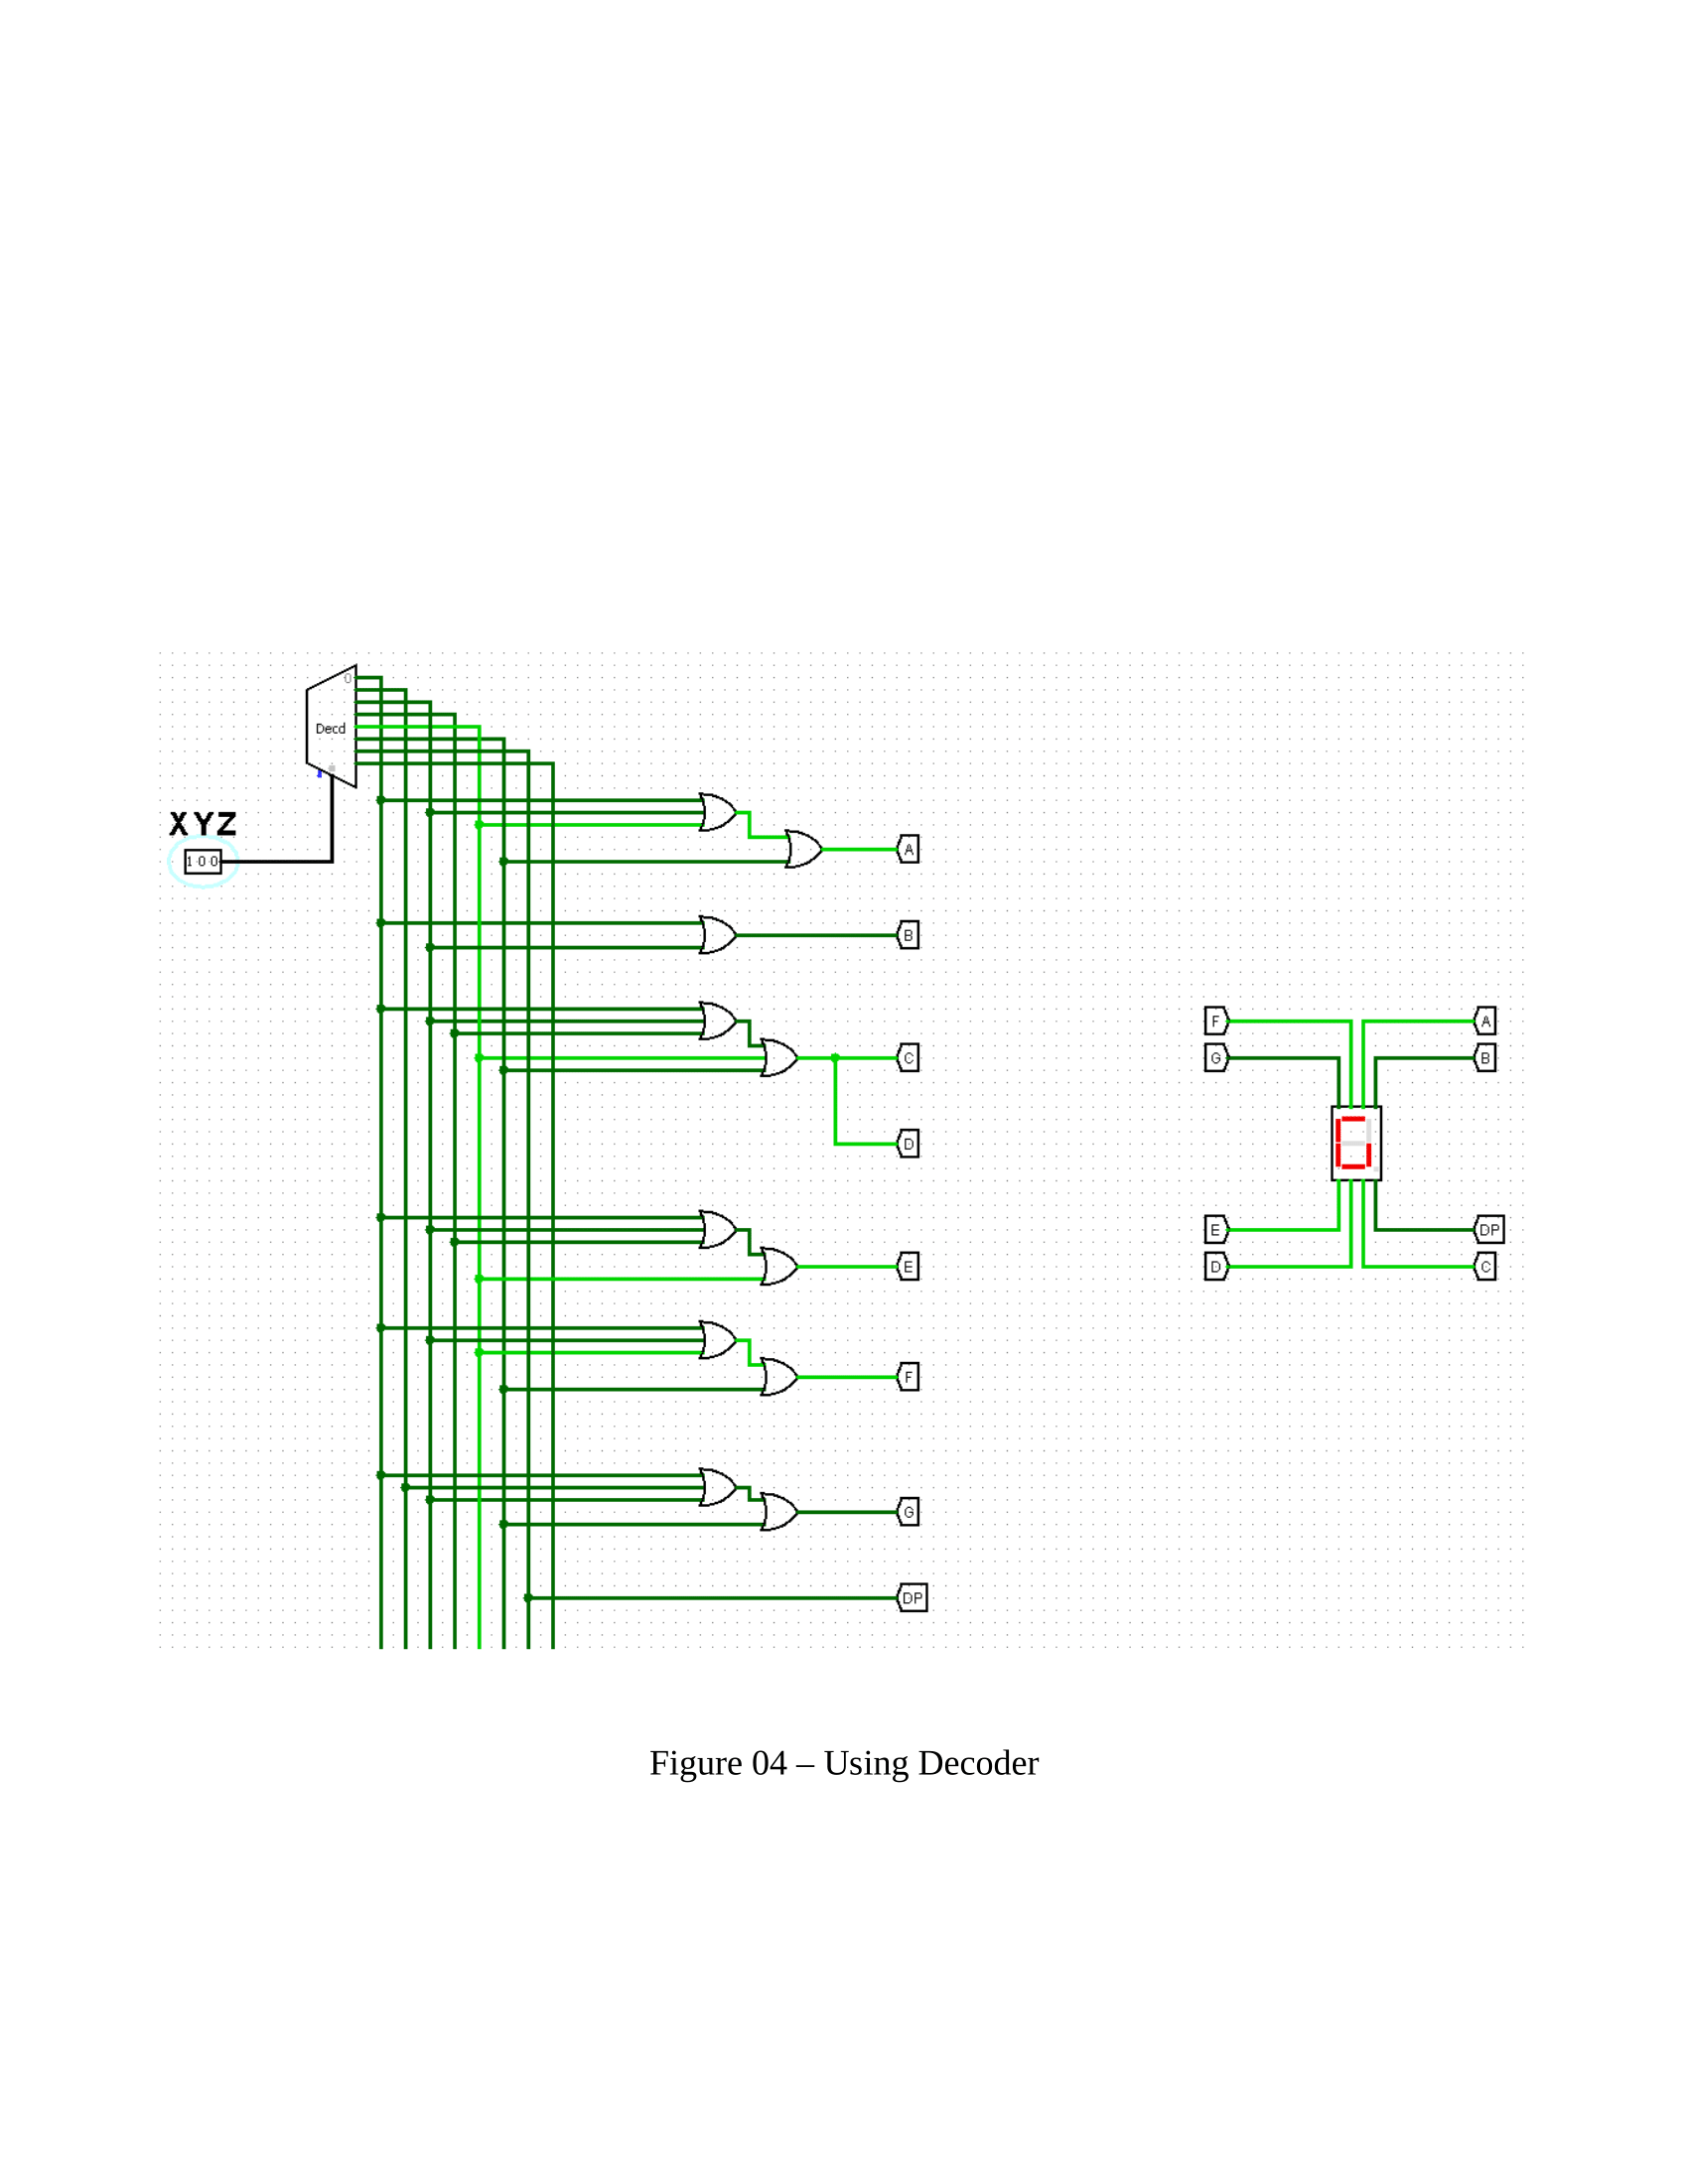 0
Decd
XYZ
1 0 0
A
B
F
A
C
G
B
D
E
DP
E
D
C
F
G
DP
Figure 04 – Using Decoder